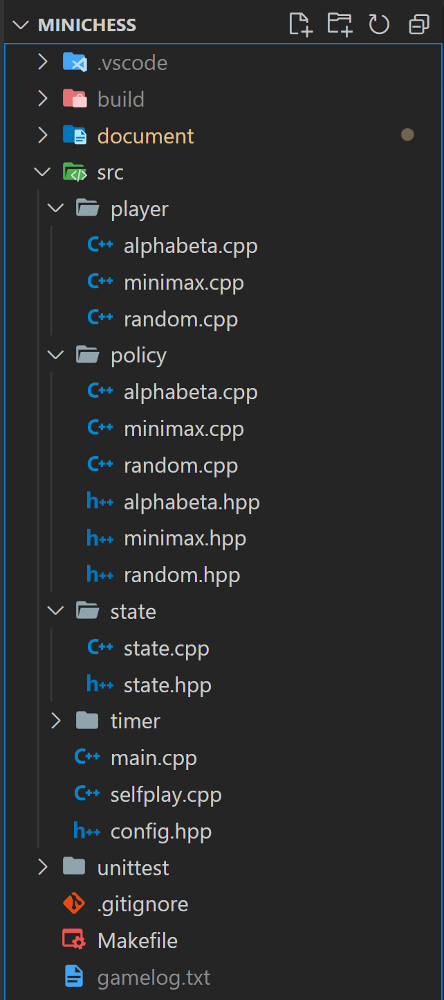 MINICHESS
.vscode
build
document
src
player
alphabeta.cpp
minimax.cpp
random.cpp
policy
alphabeta.cpp
minimax.cpp
random.cpp
alphabeta.hpp
minimax.hpp
random.hpp
state
state.cpp
state.hpp
timer
main.cpp
selfplay.cpp
config.hpp
unittest
.gitignore
Makefile
gamelog.txt